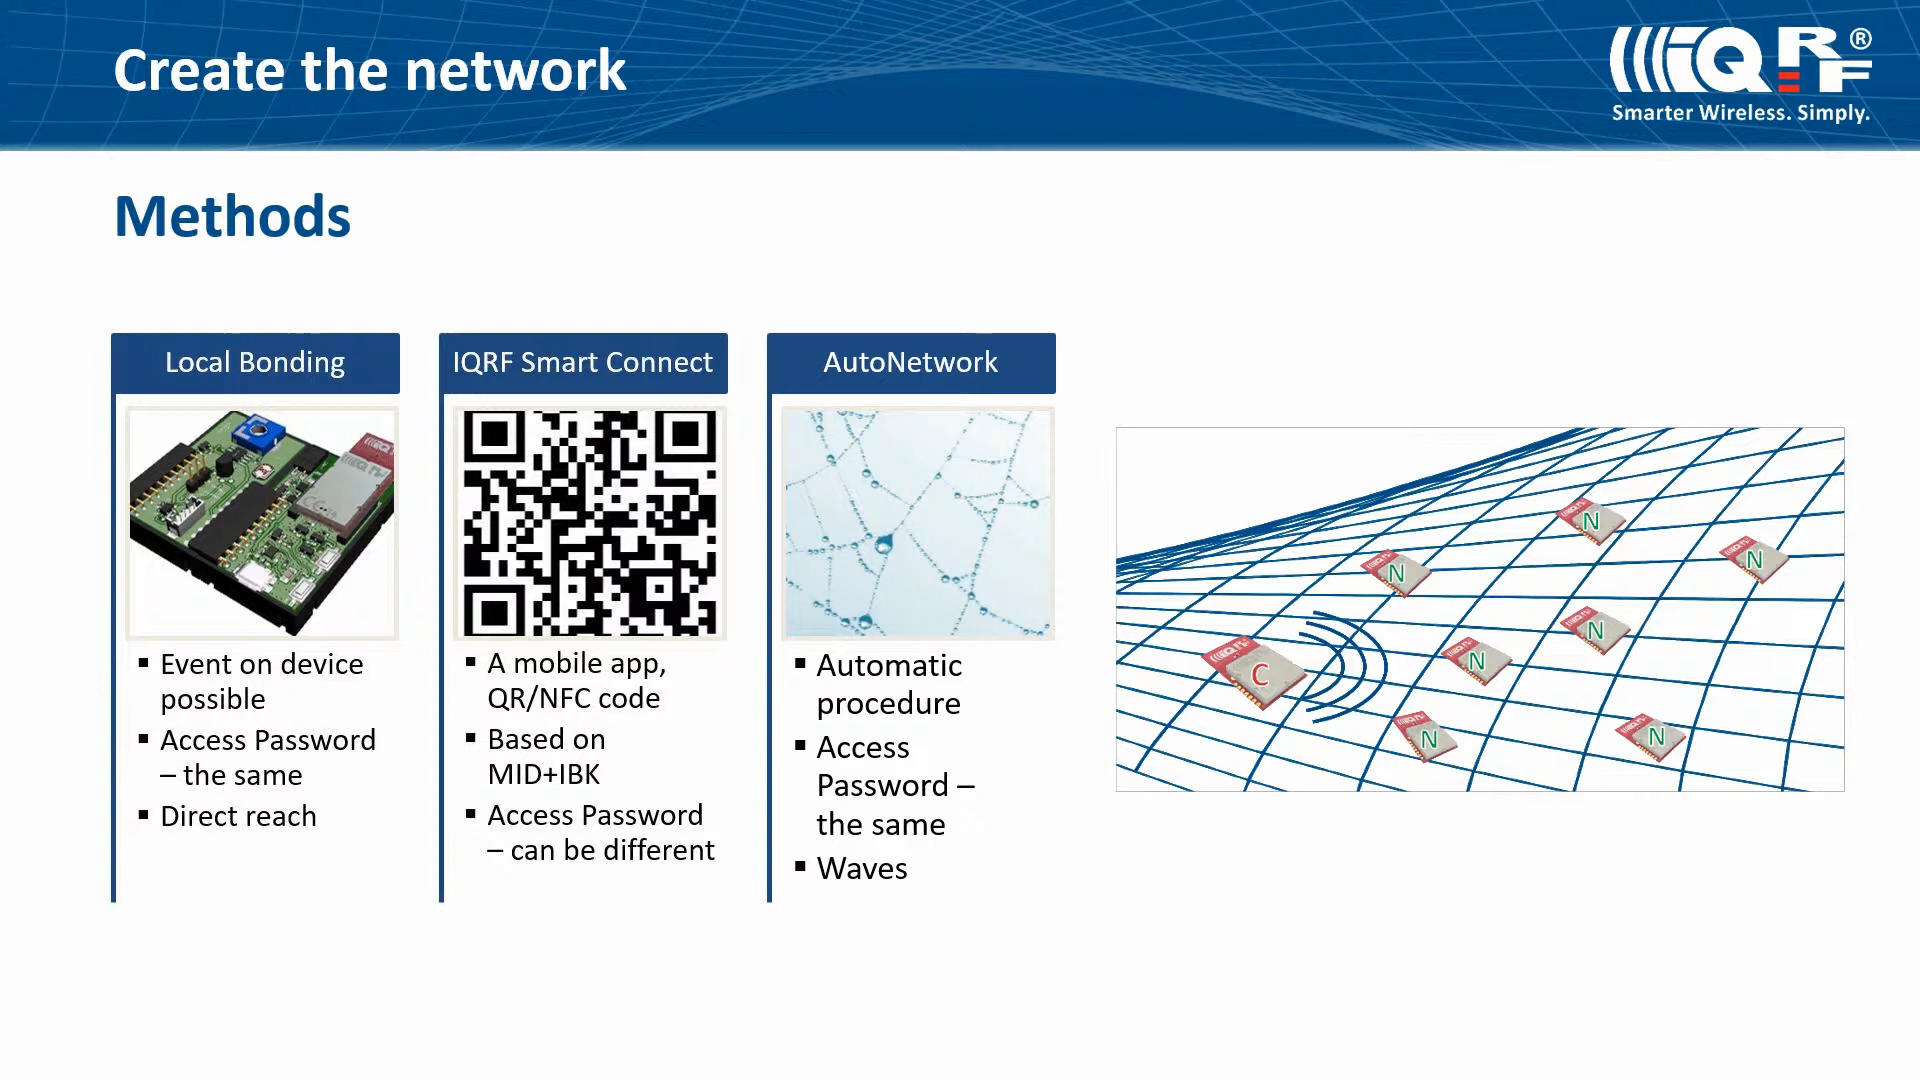 Create the network
IQRF®
Smarter Wireless. Simply.
Methods
Local Bonding
▪ Event on device
possible
▪ Access Password
– the same
▪ Direct reach
IQRF Smart Connect
▪ A mobile app,
QR/NFC code
▪ Based on
MID+IBK
▪ Access Password
– can be different
AutoNetwork
▪ Automatic
procedure
▪ Access
Password –
the same
▪ Waves
N
N
N
N
N
C
N
N